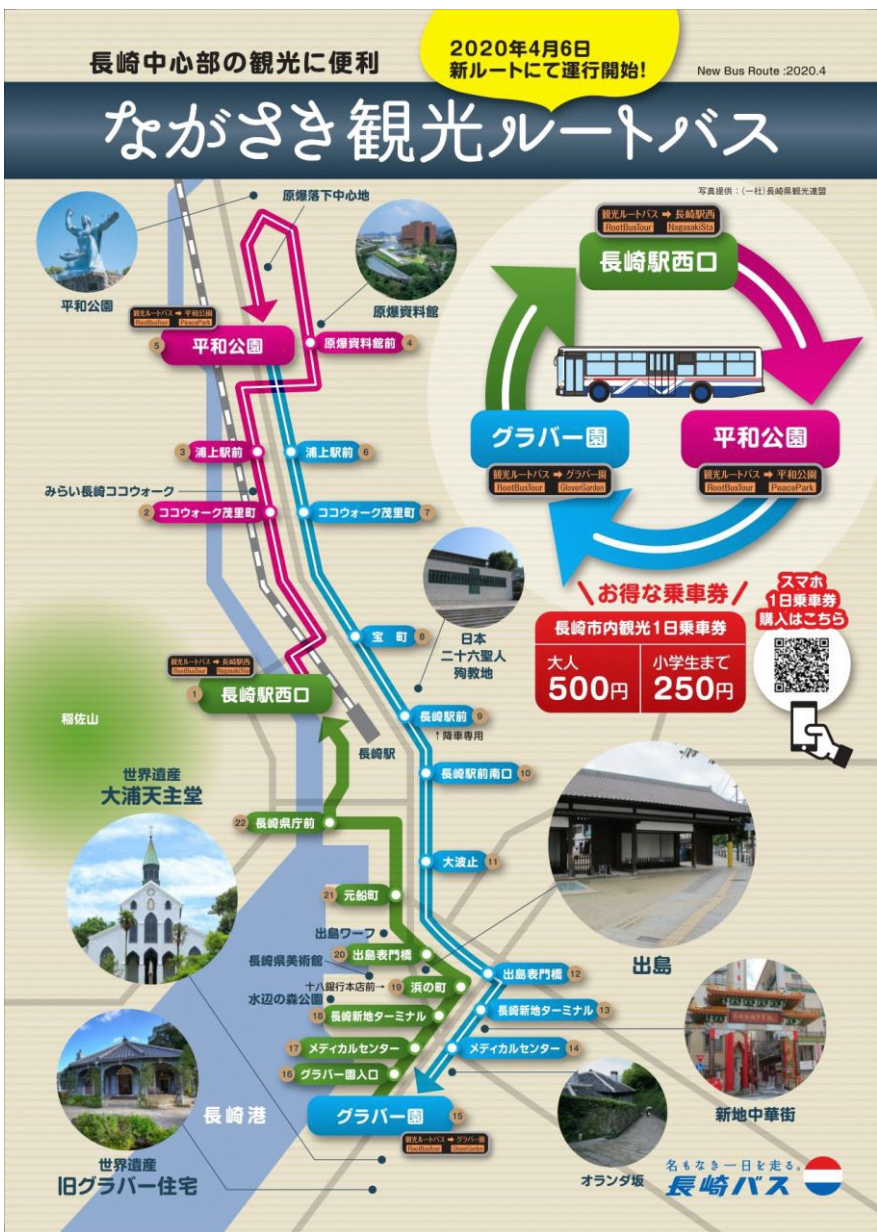 長崎中心部の観光に便利
2020年4月6日
新ルートにて運行開始!
New Bus Route :2020.4
ながさき観光ルートバス
写真提供:(一社)長崎県観光連盟
原爆落下中心地
平和公園
原爆資料館
観光ルートバス ➡ 平和公園
RootBusTour PeacePark
5 平和公園
原爆資料館前 4
3 浦上駅前
浦上駅前 6
みらい長崎ココウォーク
2 ココウォーク茂里町
ココウォーク茂里町 7
観光ルートバス ➡ 長崎駅西
RootBusTour NagasakiSta
長崎駅西口
グラバー園
観光ルートバス ➡ グラバー園
RootBusTour GloverGarden
平和公園
観光ルートバス ➡ 平和公園
RootBusTour PeacePark
お得な乗車券
長崎市内観光1日乗車券
大人
500円
小学生まで
250円
スマホ
1日乗車券
購入はこちら
宝町 8
日本
二十六聖人
殉教地
観光ルートバス ➡ 長崎駅西
RootBusTour NagasakiSta
1 長崎駅西口
長崎駅前 9
↑降車専用
稲佐山
長崎駅
長崎駅前南口 10
世界遺産
大浦天主堂
22 長崎県庁前
大波止 11
21 元船町
出島ワーフ
20 出島表門橋
長崎県美術館
出島表門橋 12
出島
十八銀行本店前→ 19 浜の町
水辺の森公園
18 長崎新地ターミナル
長崎新地ターミナル 13
17 メディカルセンター
メディカルセンター 14
16 グラバー園入口
長崎港
グラバー園 15
観光ルートバス ➡ グラバー園
RootBusTour GloverGarden
新地中華街
世界遺産
旧グラバー住宅
オランダ坂
名もなき一日を走る。
長崎バス